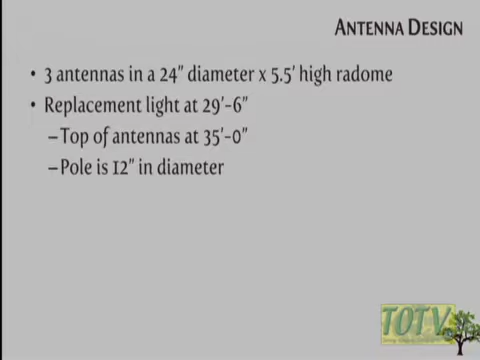 ANTENNA DESIGN
• 3 antennas in a 24" diameter x 5.5' high radome
• Replacement light at 29'-6"
–Top of antennas at 35'-0"
–Pole is 12" in diameter
TOTV